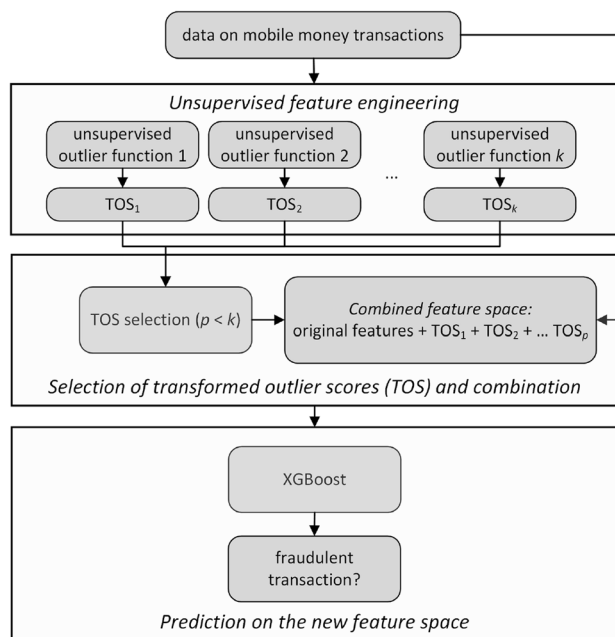 data on mobile money transactions
Unsupervised feature engineering
unsupervised
outlier function 1
unsupervised
outlier function 2
unsupervised
outlier function k
...
TOS₁
TOS₂
TOSₖ
TOS selection (p < k)
Combined feature space:
original features + TOS₁ + TOS₂ + ... TOSₚ
Selection of transformed outlier scores (TOS) and combination
XGBoost
fraudulent
transaction?
Prediction on the new feature space